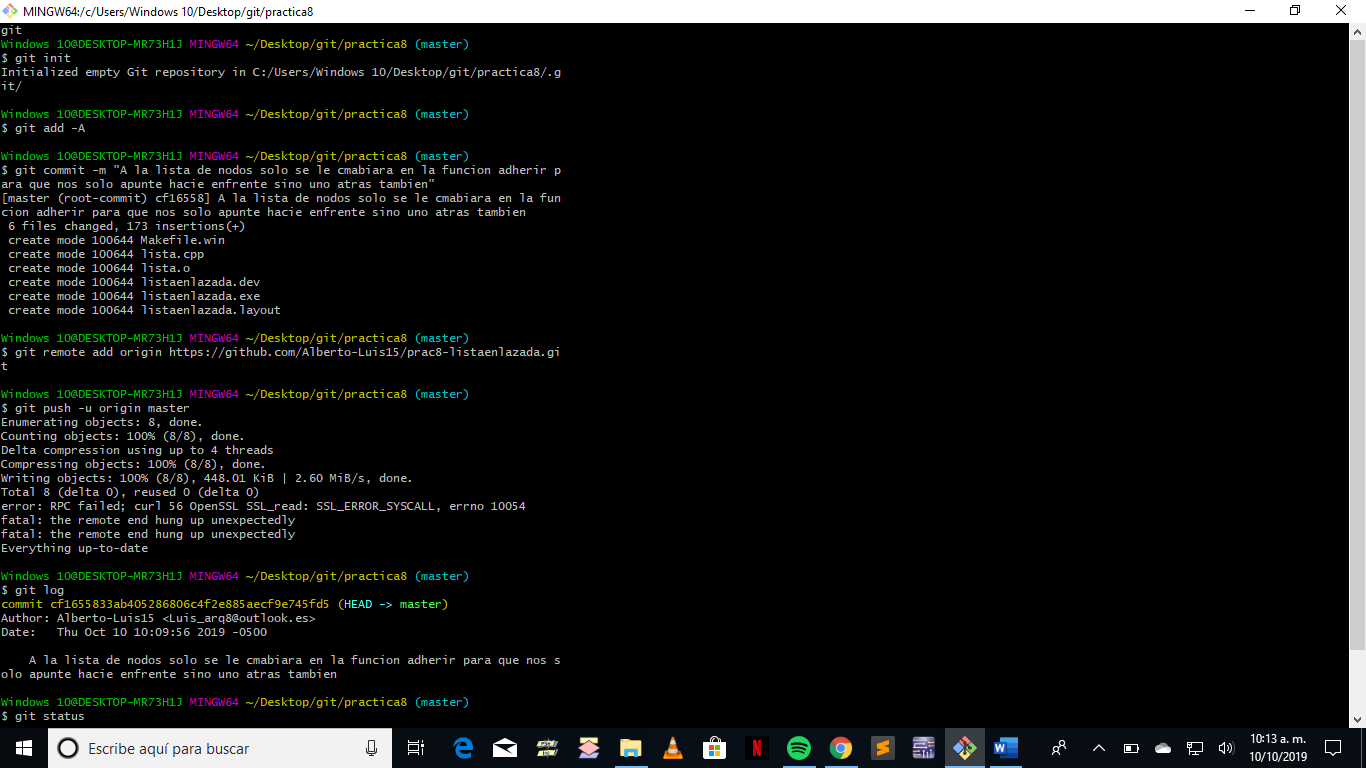 MINGW64:/c/Users/Windows 10/Desktop/git/practica8
git
Windows 10@DESKTOP-MR73H1J MINGW64 ~/Desktop/git/practica8 (master)
$ git init
Initialized empty Git repository in C:/Users/Windows 10/Desktop/git/practica8/.g
it/
Windows 10@DESKTOP-MR73H1J MINGW64 ~/Desktop/git/practica8 (master)
$ git add -A
Windows 10@DESKTOP-MR73H1J MINGW64 ~/Desktop/git/practica8 (master)
$ git commit -m "A la lista de nodos solo se le cmabiara en la funcion adherir p
ara que nos solo apunte hacie enfrente sino uno atras tambien"
[master (root-commit) cf16558] A la lista de nodos solo se le cmabiara en la fun
cion adherir para que nos solo apunte hacie enfrente sino uno atras tambien
 6 files changed, 173 insertions(+)
 create mode 100644 Makefile.win
 create mode 100644 lista.cpp
 create mode 100644 lista.o
 create mode 100644 listaenlazada.dev
 create mode 100644 listaenlazada.exe
 create mode 100644 listaenlazada.layout
Windows 10@DESKTOP-MR73H1J MINGW64 ~/Desktop/git/practica8 (master)
$ git remote add origin https://github.com/Alberto-Luis15/prac8-listaenlazada.gi
t
Windows 10@DESKTOP-MR73H1J MINGW64 ~/Desktop/git/practica8 (master)
$ git push -u origin master
Enumerating objects: 8, done.
Counting objects: 100% (8/8), done.
Delta compression using up to 4 threads
Compressing objects: 100% (8/8), done.
Writing objects: 100% (8/8), 448.01 KiB | 2.60 MiB/s, done.
Total 8 (delta 0), reused 0 (delta 0)
error: RPC failed; curl 56 OpenSSL SSL_read: SSL_ERROR_SYSCALL, errno 10054
fatal: the remote end hung up unexpectedly
fatal: the remote end hung up unexpectedly
Everything up-to-date
Windows 10@DESKTOP-MR73H1J MINGW64 ~/Desktop/git/practica8 (master)
$ git log
commit cf1655833ab405286806c4f2e885aecf9e745fd5 (HEAD -> master)
Author: Alberto-Luis15 <Luis_arq8@outlook.es>
Date:   Thu Oct 10 10:09:56 2019 -0500
    A la lista de nodos solo se le cmabiara en la funcion adherir para que nos s
olo apunte hacie enfrente sino uno atras tambien
Windows 10@DESKTOP-MR73H1J MINGW64 ~/Desktop/git/practica8 (master)
$ git status
Escribe aquí para buscar
10:13 a. m.
10/10/2019